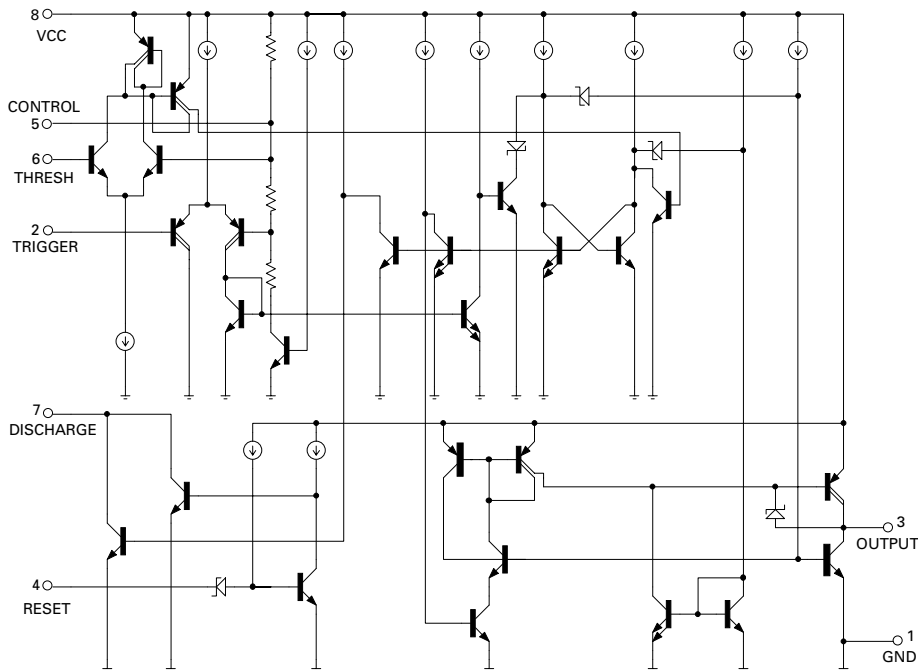 8
VCC
CONTROL
5
6
THRESH
2
TRIGGER
7
DISCHARGE
4
RESET
3
OUTPUT
1
GND